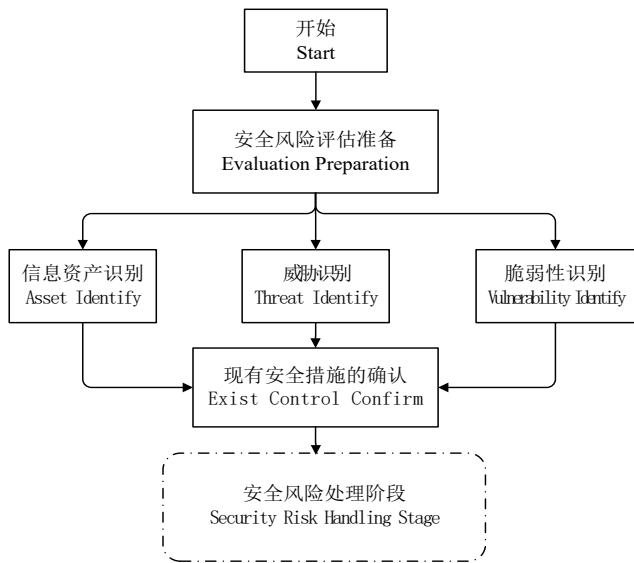 开始
Start
安全风险评估准备
Evaluation Preparation
信息资产识别
Asset Identify
威胁识别
Threat Identify
脆弱性识别
Vulnerability Identify
现有安全措施的确认
Exist Control Confirm
安全风险处理阶段
Security Risk Handling Stage